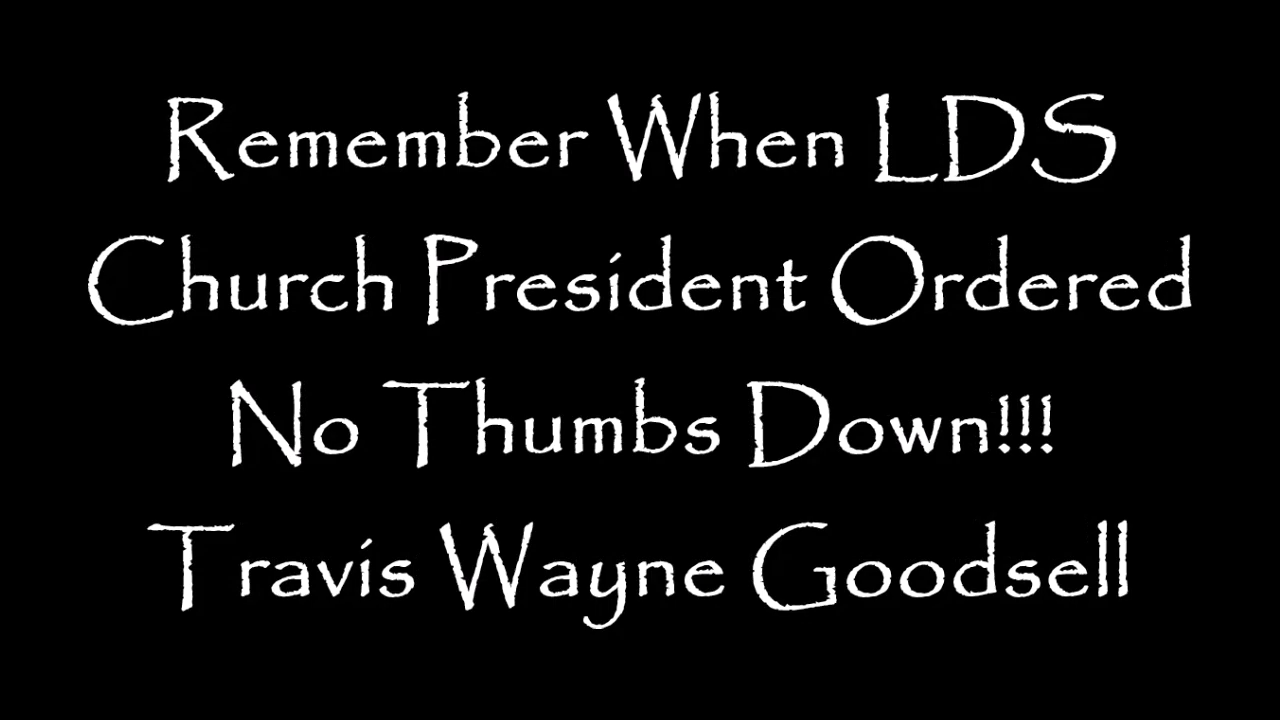 Remember When LDS
Church President Ordered
No Thumbs Down!!!
Travis Wayne Goodsell